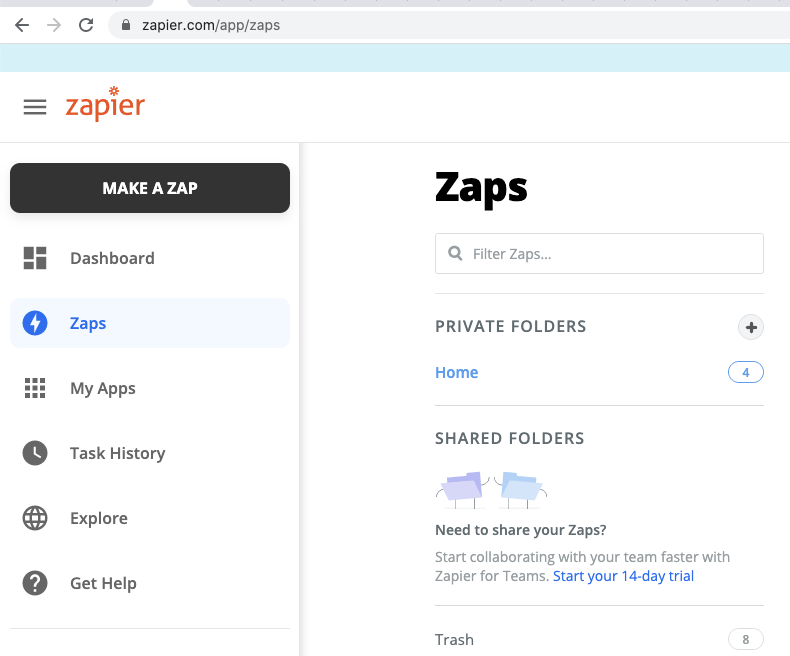 zapier.com/app/zaps
zapier
MAKE A ZAP
Dashboard
Zaps
My Apps
Task History
Explore
Get Help
Zaps
Filter Zaps...
PRIVATE FOLDERS
Home 4
SHARED FOLDERS
Need to share your Zaps?
Start collaborating with your team faster with
Zapier for Teams. Start your 14-day trial
Trash 8